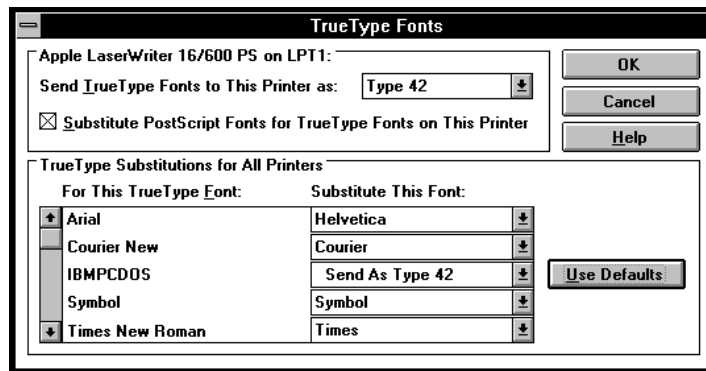 TrueType Fonts
Apple LaserWriter 16/600 PS on LPT1:
Send TrueType Fonts to This Printer as: Type 42
Substitute PostScript Fonts for TrueType Fonts on This Printer
OK
Cancel
Help
TrueType Substitutions for All Printers
For This TrueType Font: Substitute This Font:
Arial Helvetica
Courier New Courier
IBMPCDOS Send As Type 42
Symbol Symbol
Times New Roman Times
Use Defaults